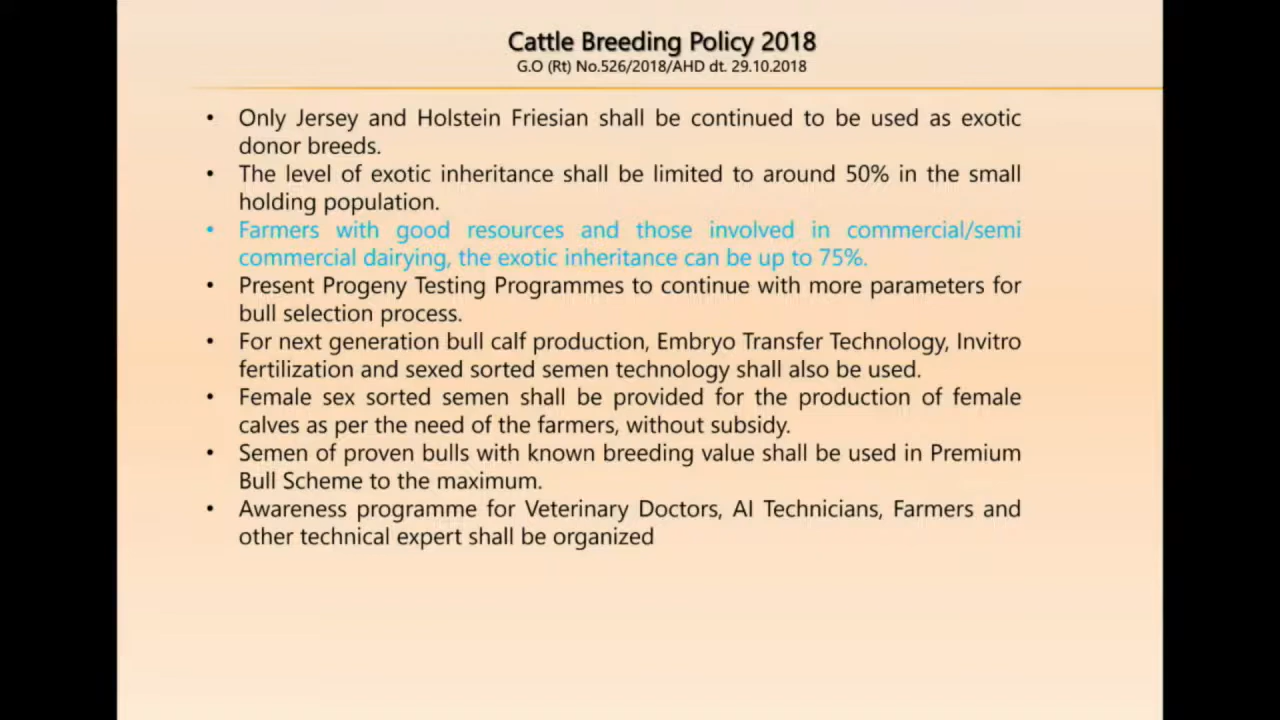 Cattle Breeding Policy 2018
G.O (Rt) No.526/2018/AHD dt. 29.10.2018
• Only Jersey and Holstein Friesian shall be continued to be used as exotic
donor breeds.
• The level of exotic inheritance shall be limited to around 50% in the small
holding population.
• Farmers with good resources and those involved in commercial/semi
commercial dairying, the exotic inheritance can be up to 75%.
• Present Progeny Testing Programmes to continue with more parameters for
bull selection process.
• For next generation bull calf production, Embryo Transfer Technology, Invitro
fertilization and sexed sorted semen technology shall also be used.
• Female sex sorted semen shall be provided for the production of female
calves as per the need of the farmers, without subsidy.
• Semen of proven bulls with known breeding value shall be used in Premium
Bull Scheme to the maximum.
• Awareness programme for Veterinary Doctors, AI Technicians, Farmers and
other technical expert shall be organized